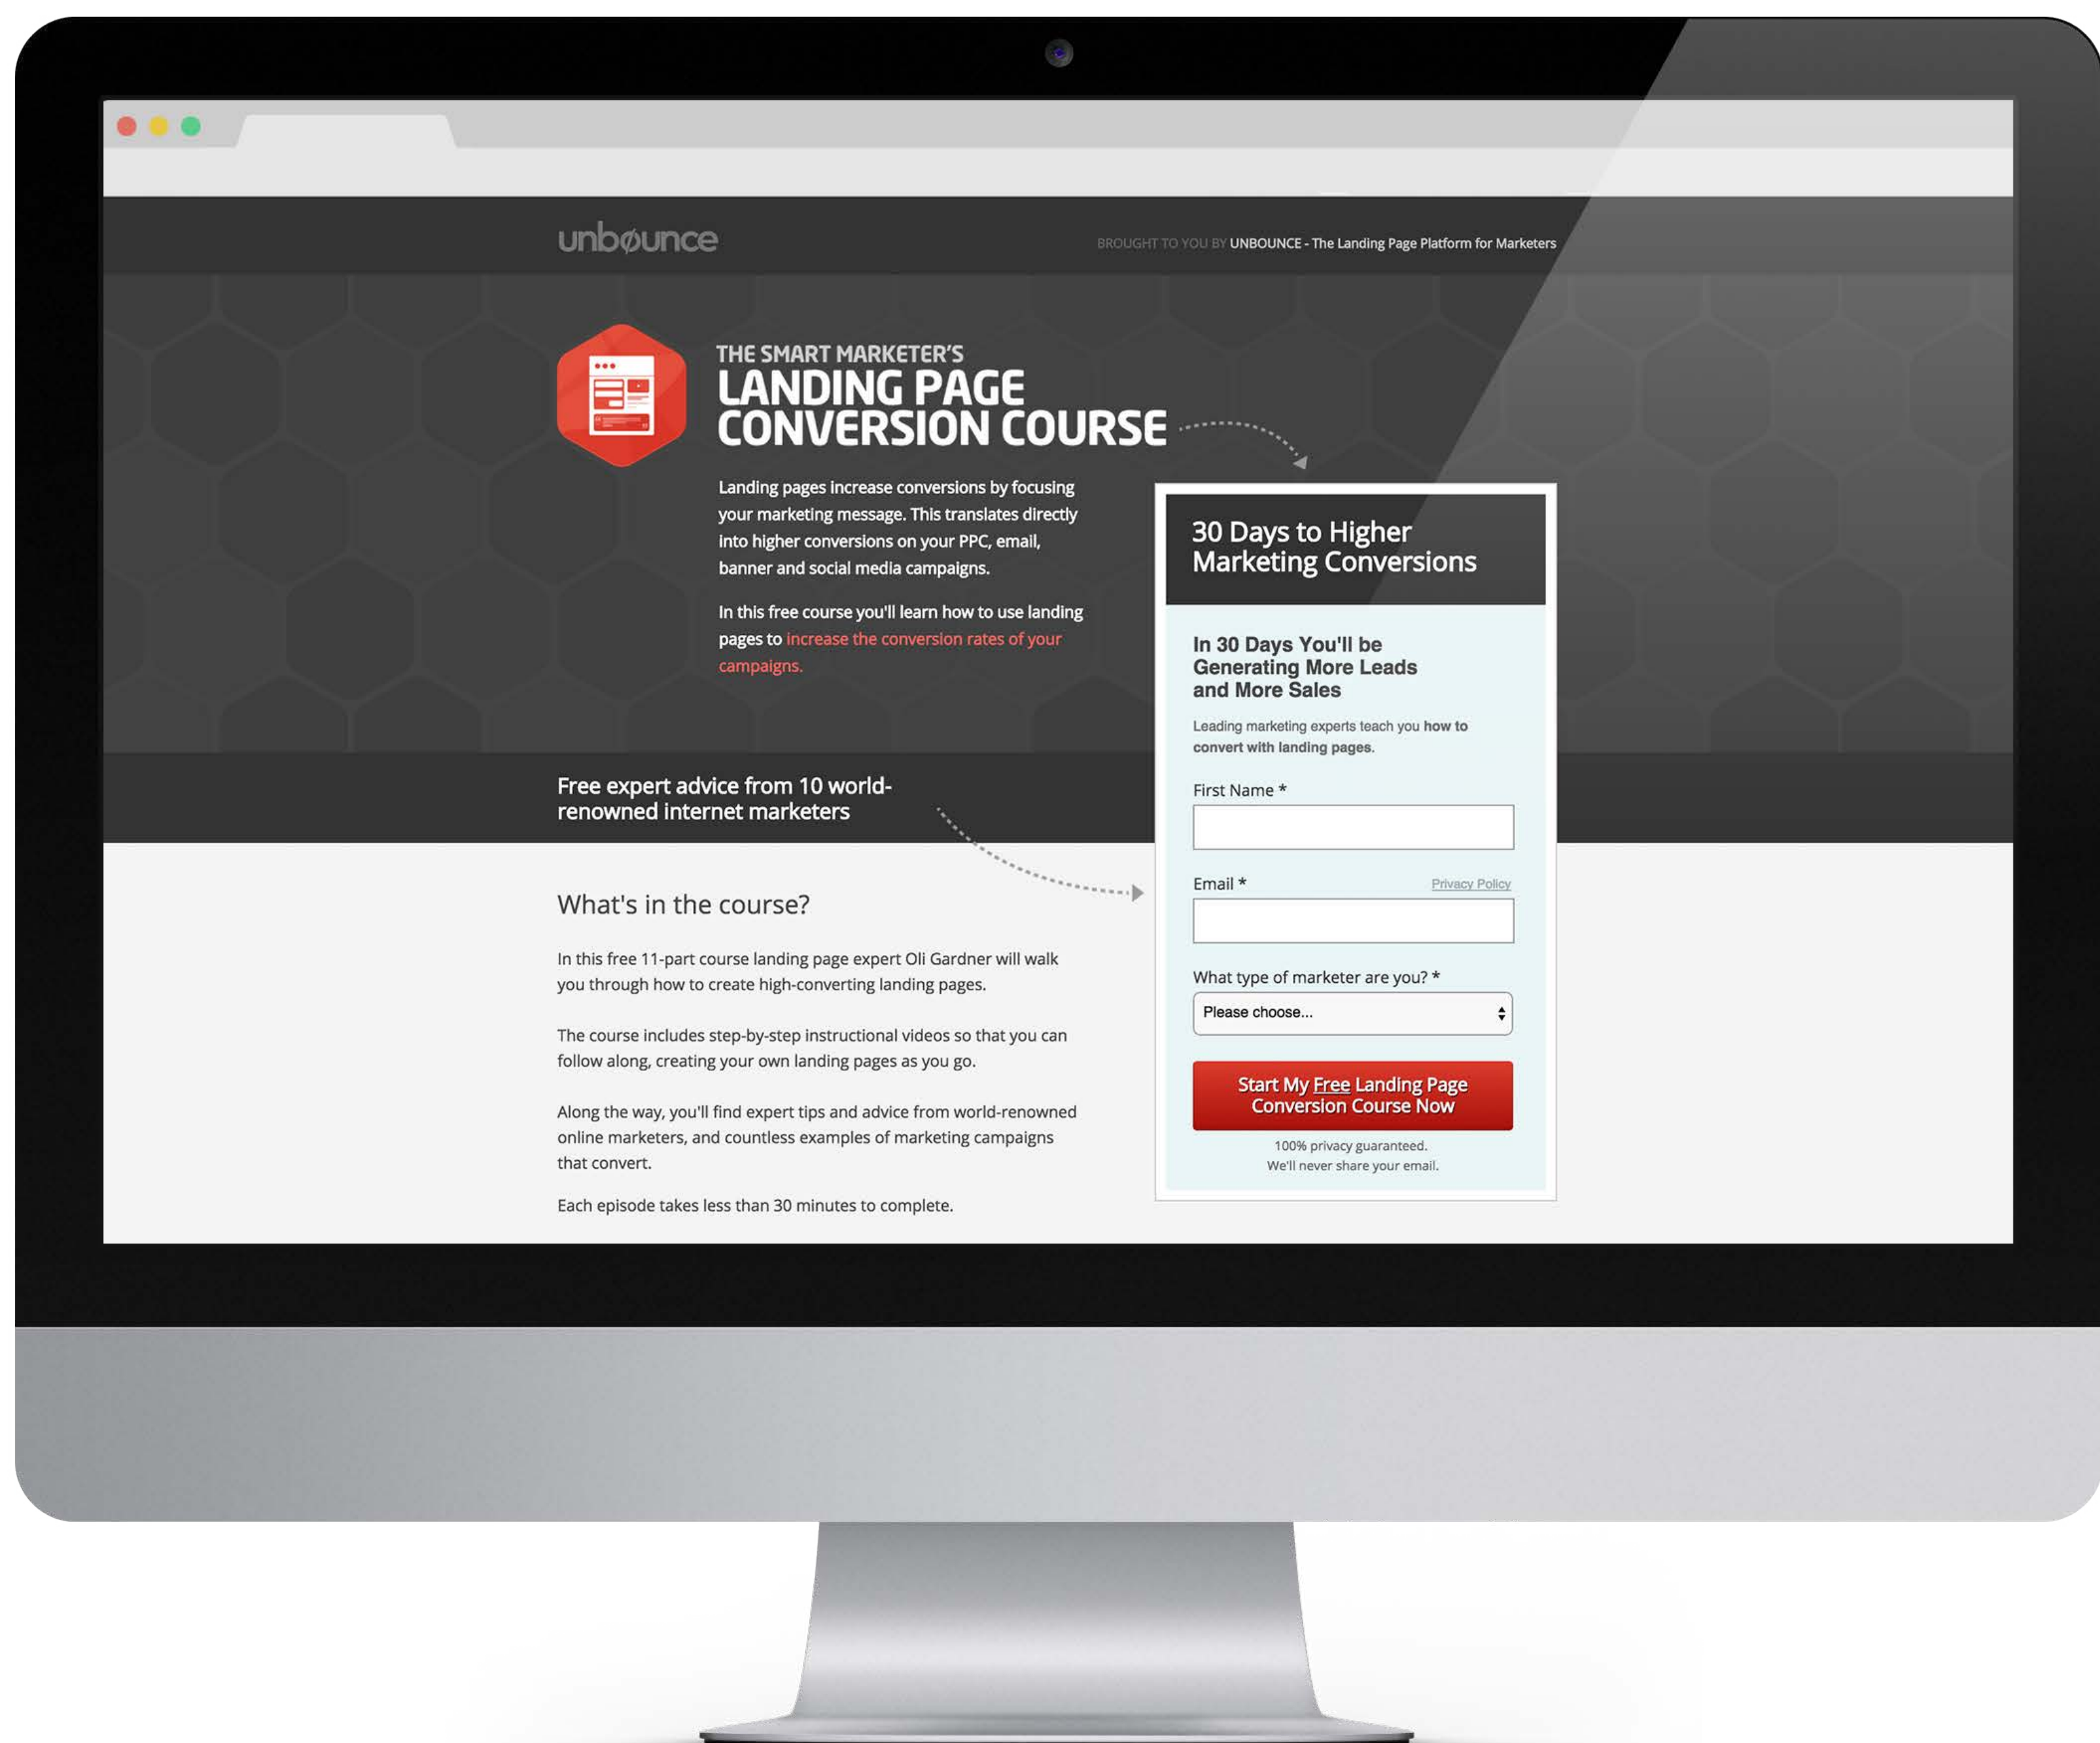 unbounce
BROUGHT TO YOU BY UNBOUNCE - The Landing Page Platform for Marketers
THE SMART MARKETER'S
LANDING PAGE
CONVERSION COURSE
Landing pages increase conversions by focusing
your marketing message. This translates directly
into higher conversions on your PPC, email,
banner and social media campaigns.
In this free course you'll learn how to use landing
pages to increase the conversion rates of your
campaigns.
Free expert advice from 10 world-
renowned internet marketers
What's in the course?
In this free 11-part course landing page expert Oli Gardner will walk
you through how to create high-converting landing pages.
The course includes step-by-step instructional videos so that you can
follow along, creating your own landing pages as you go.
Along the way, you'll find expert tips and advice from world-renowned
online marketers, and countless examples of marketing campaigns
that convert.
Each episode takes less than 30 minutes to complete.
30 Days to Higher
Marketing Conversions
In 30 Days You'll be
Generating More Leads
and More Sales
Leading marketing experts teach you how to
convert with landing pages.
First Name *
Email *
Privacy Policy
What type of marketer are you? *
Please choose...
Start My Free Landing Page
Conversion Course Now
100% privacy guaranteed.
We'll never share your email.